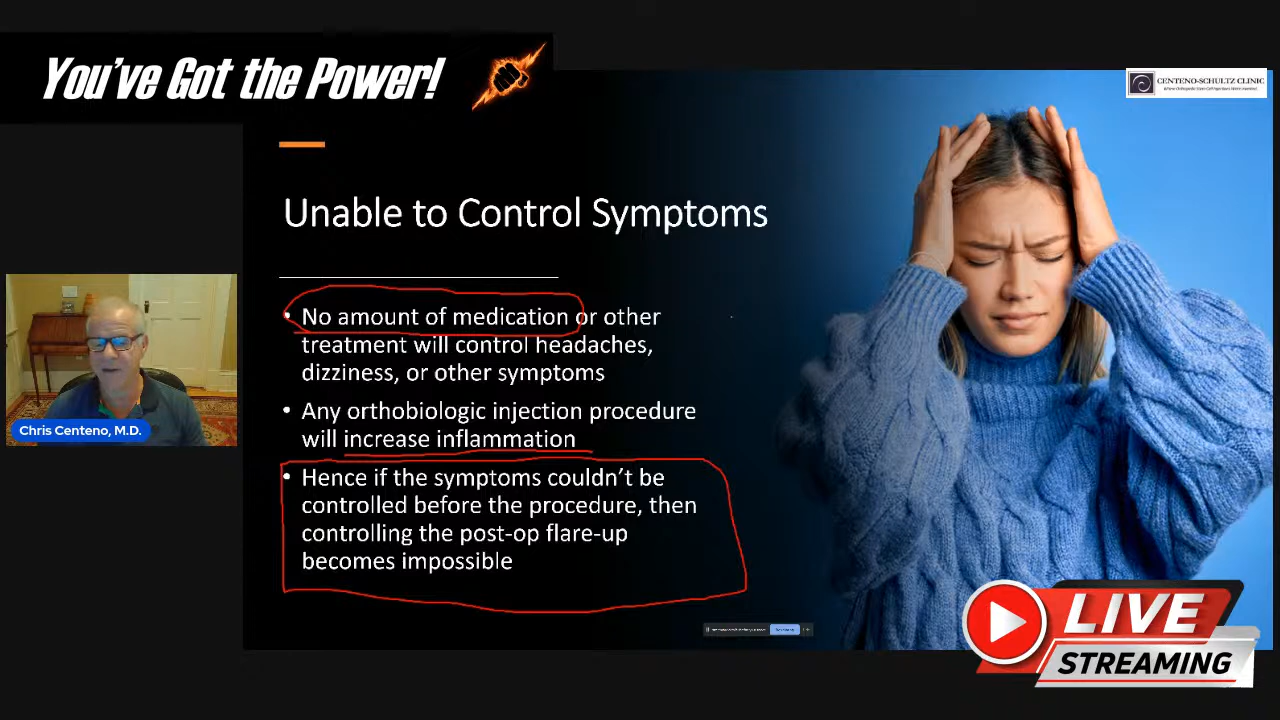 You've Got the Power!
CENTENO-SCHULTZ CLINIC
Unable to Control Symptoms
• No amount of medication or other
treatment will control headaches,
dizziness, or other symptoms
• Any orthobiologic injection procedure
will increase inflammation
• Hence if the symptoms couldn't be
controlled before the procedure, then
controlling the post-op flare-up
becomes impossible
Chris Centeno, M.D.
LIVE
STREAMING